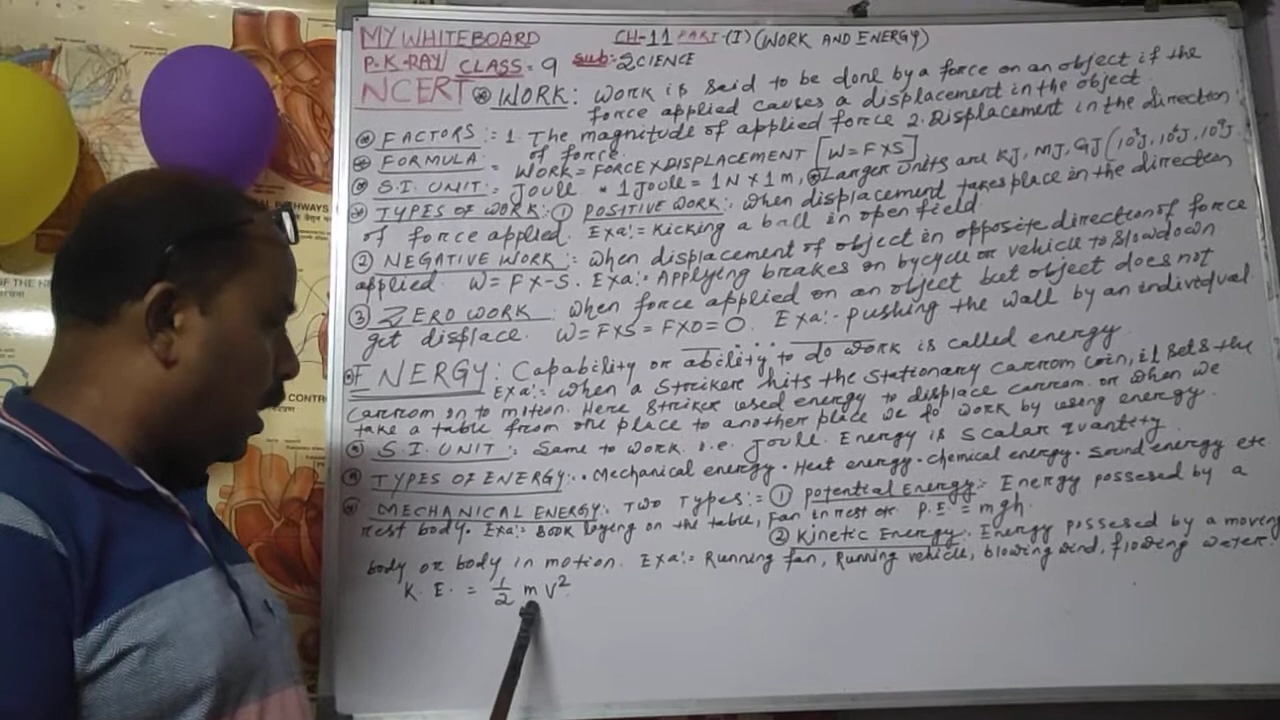 MY WHITEBOARD CH-11 PART-(I) (WORK AND ENERGY)
P.K.RAY CLASS-9 Sub:-SCIENCE
NCERT WORK: Work is said to be done by a force on an object if the
force applied causes a displacement in the object
FACTORS:= 1. The magnitude of applied force 2. Displacement in the direction
of force.
FORMULA = WORK = FORCE X DISPLACEMENT [W = F X S]
S.I. UNIT:= Joule • 1 Joule = 1 N X 1 m, Larger Units are KJ, MJ, GJ (10³J, 10⁶J, 10⁹J
TYPES OF WORK:- ① POSITIVE WORK: when displacement takes place in the direction
of force applied. Exa:= kicking a ball in open field.
② NEGATIVE WORK:= when displacement of object in opposite direction of force
applied. W = F X -S. Exa:= Applying brakes on bycycle or vehicle to slowdown
③ ZERO WORK: when force applied on an object but object does not
get displace. W = F X S = F X 0 = 0. Exa:- pushing the wall by an individual
ENERGY: Capability or ability to do work is called energy.
Exa:= when a Striker hits the stationary carrom coin, it sets the
carrom in to motion. Here Striker used energy to displace carrom. or when we
take a table from one place to another place we do work by using energy.
S.I. UNIT: Same to work. i.e. Joule. Energy is scalar quantity.
TYPES OF ENERGY:- • Mechanical energy • Heat energy • Chemical energy • Sound energy etc
MECHANICAL ENERGY: Two Types:= ① Potential Energy:= Energy possesed by a
rest body. Exa:- Book laying on the table, Fan in rest etc. P.E = mgh
② Kinetic Energy: Energy possesed by a moving
body or body in motion. Exa:- Running fan, Running vehicle, blowing wind, flowing water.
K.E. = 1/2 mv²
CONTR
PATHWAYS
OF THE NE